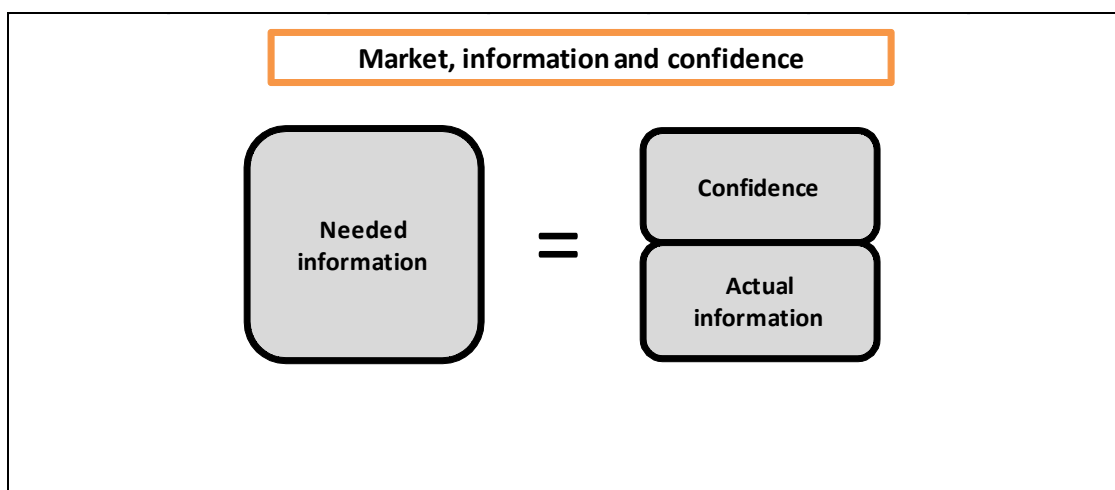 Market, information and confidence
Needed
information
=
Confidence
Actual
information